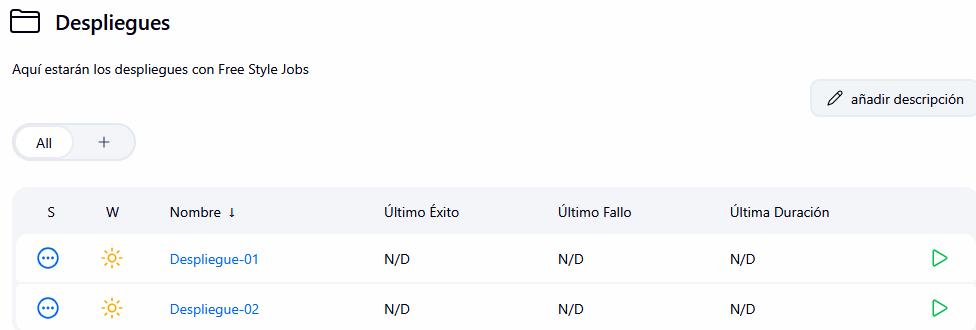 Despliegues
Aquí estarán los despliegues con Free Style Jobs
añadir descripción
All +
S W Nombre ↓ Último Éxito Último Fallo Última Duración
Despliegue-01 N/D N/D N/D
Despliegue-02 N/D N/D N/D